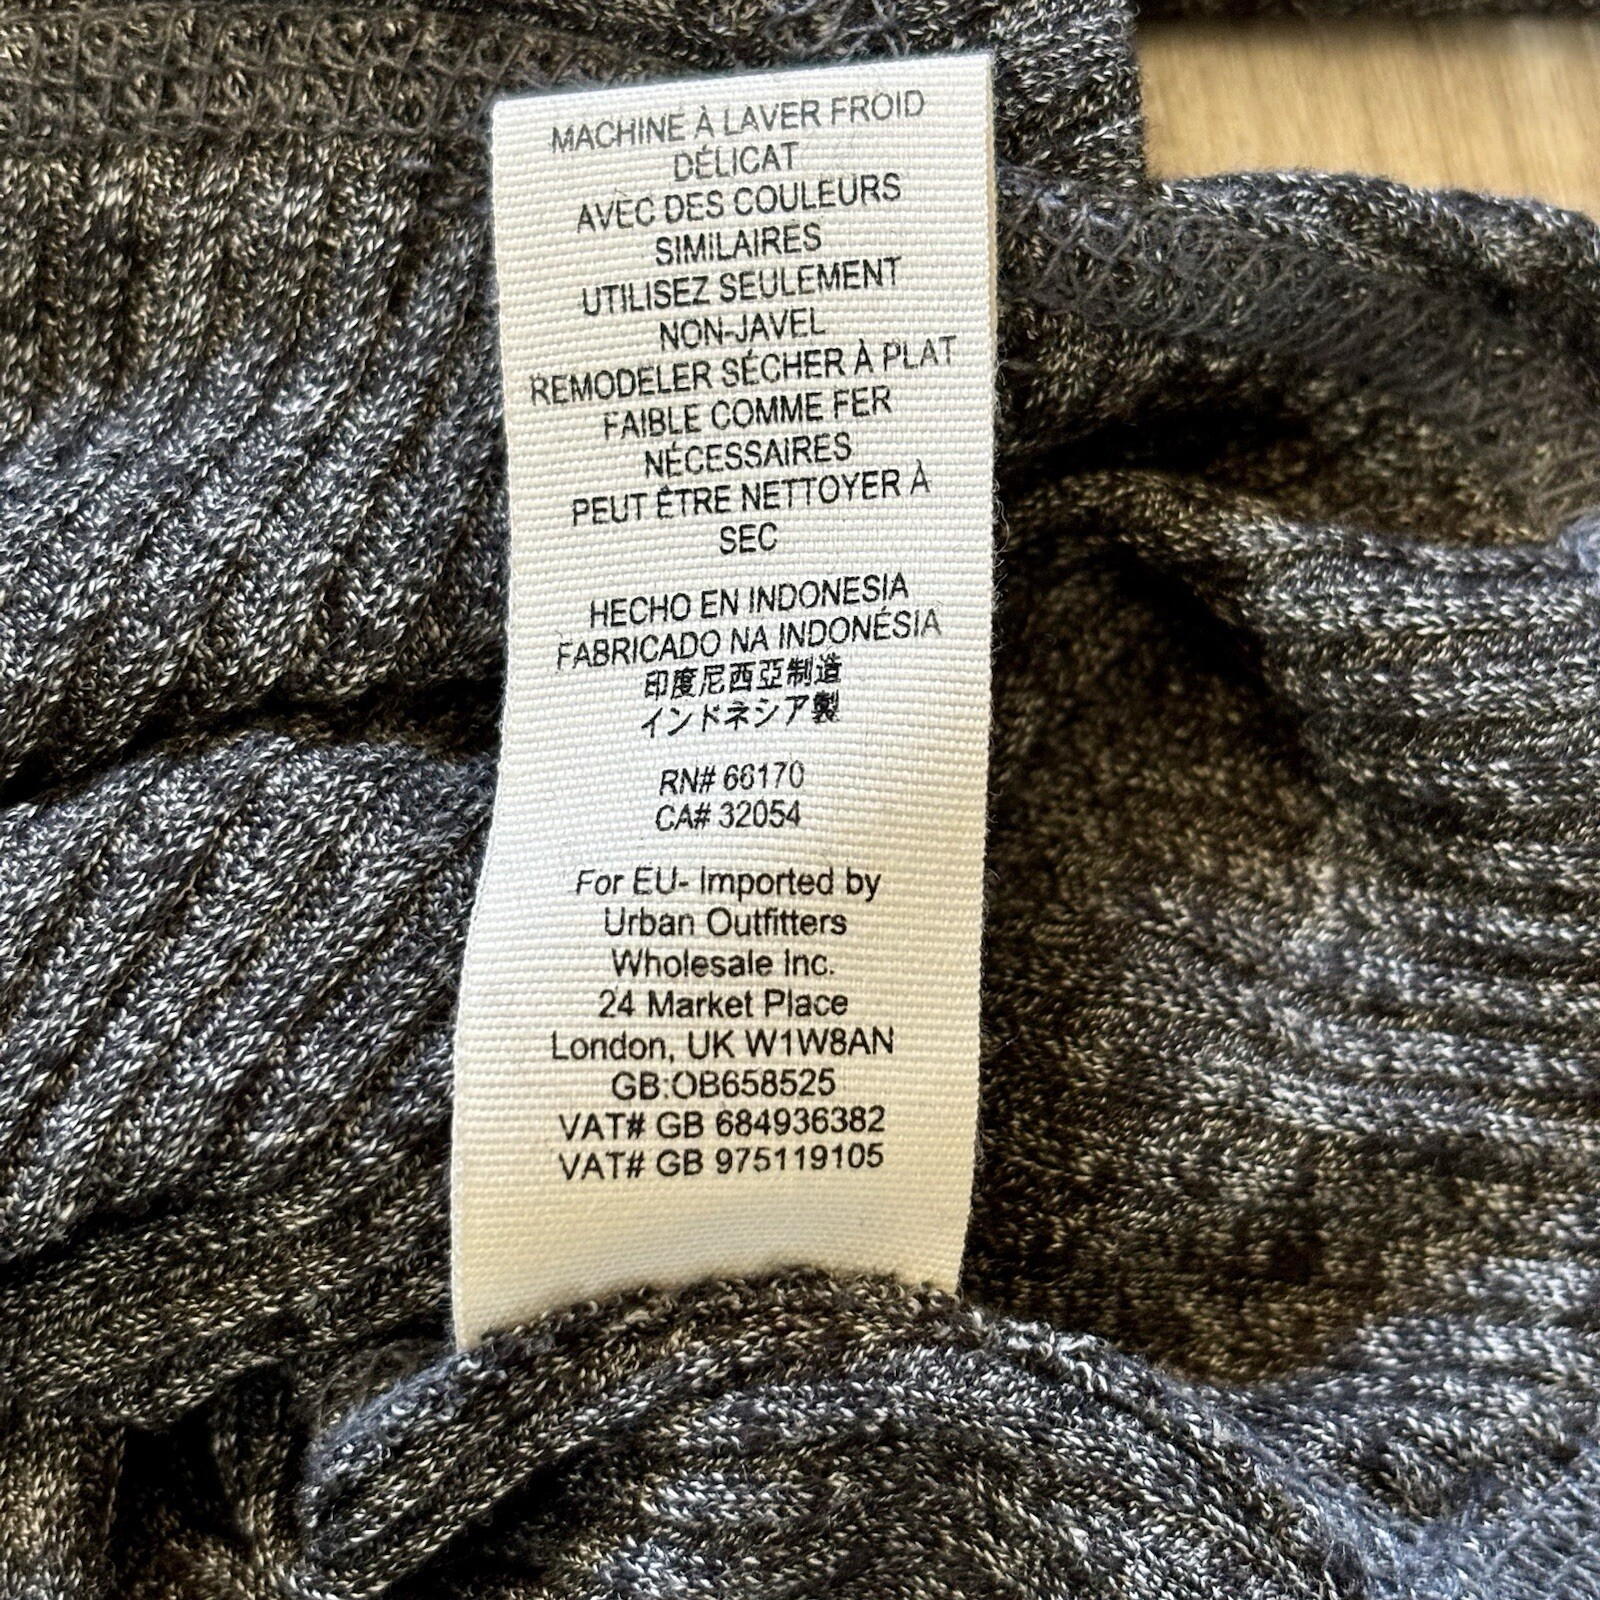 MACHINE À LAVER FROID
DÉLICAT
AVEC DES COULEURS
SIMILAIRES
UTILISEZ SEULEMENT
NON-JAVEL
REMODELER SÉCHER À PLAT
FAIBLE COMME FER
NÉCESSAIRES
PEUT ÊTRE NETTOYER À
SEC
HECHO EN INDONESIA
FABRICADO NA INDONÉSIA
印度尼西亞制造
インドネシア製
RN# 66170
CA# 32054
For EU- Imported by
Urban Outfitters
Wholesale Inc.
24 Market Place
London, UK W1W8AN
GB:OB658525
VAT# GB 684936382
VAT# GB 975119105